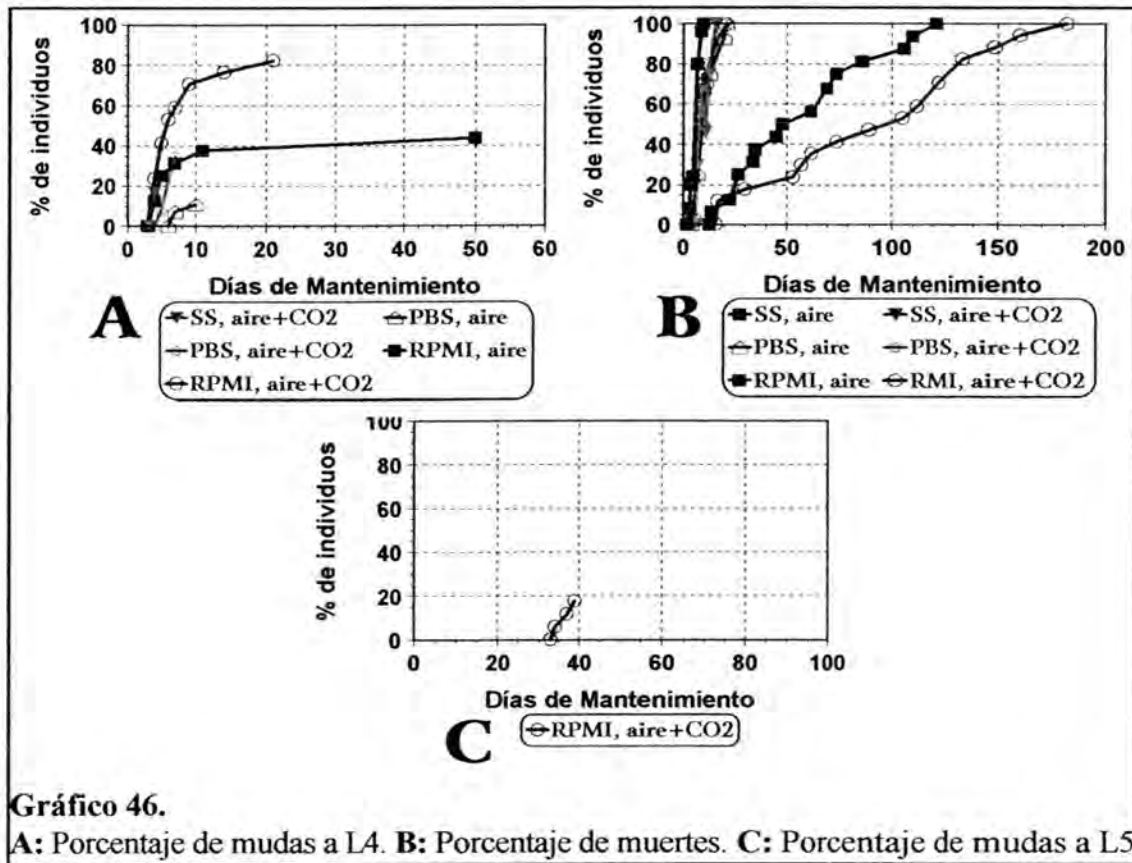 % de individuos
100
80
60
40
20
0
0 10 20 30 40 50 60
Días de Mantenimiento
A
SS, aire+CO2 PBS, aire
PBS, aire+CO2 RPMI, aire
RPMI, aire+CO2
% de individuos
100
80
60
40
20
0
0 50 100 150 200
Días de Mantenimiento
B
SS, aire SS, aire+CO2
PBS, aire PBS, aire+CO2
RPMI, aire RMI, aire+CO2
% de individuos
100
80
60
40
20
0
0 20 40 60 80 100
Días de Mantenimiento
C
RPMI, aire+CO2
Gráfico 46.
A: Porcentaje de mudas a L4. B: Porcentaje de muertes. C: Porcentaje de mudas a L5